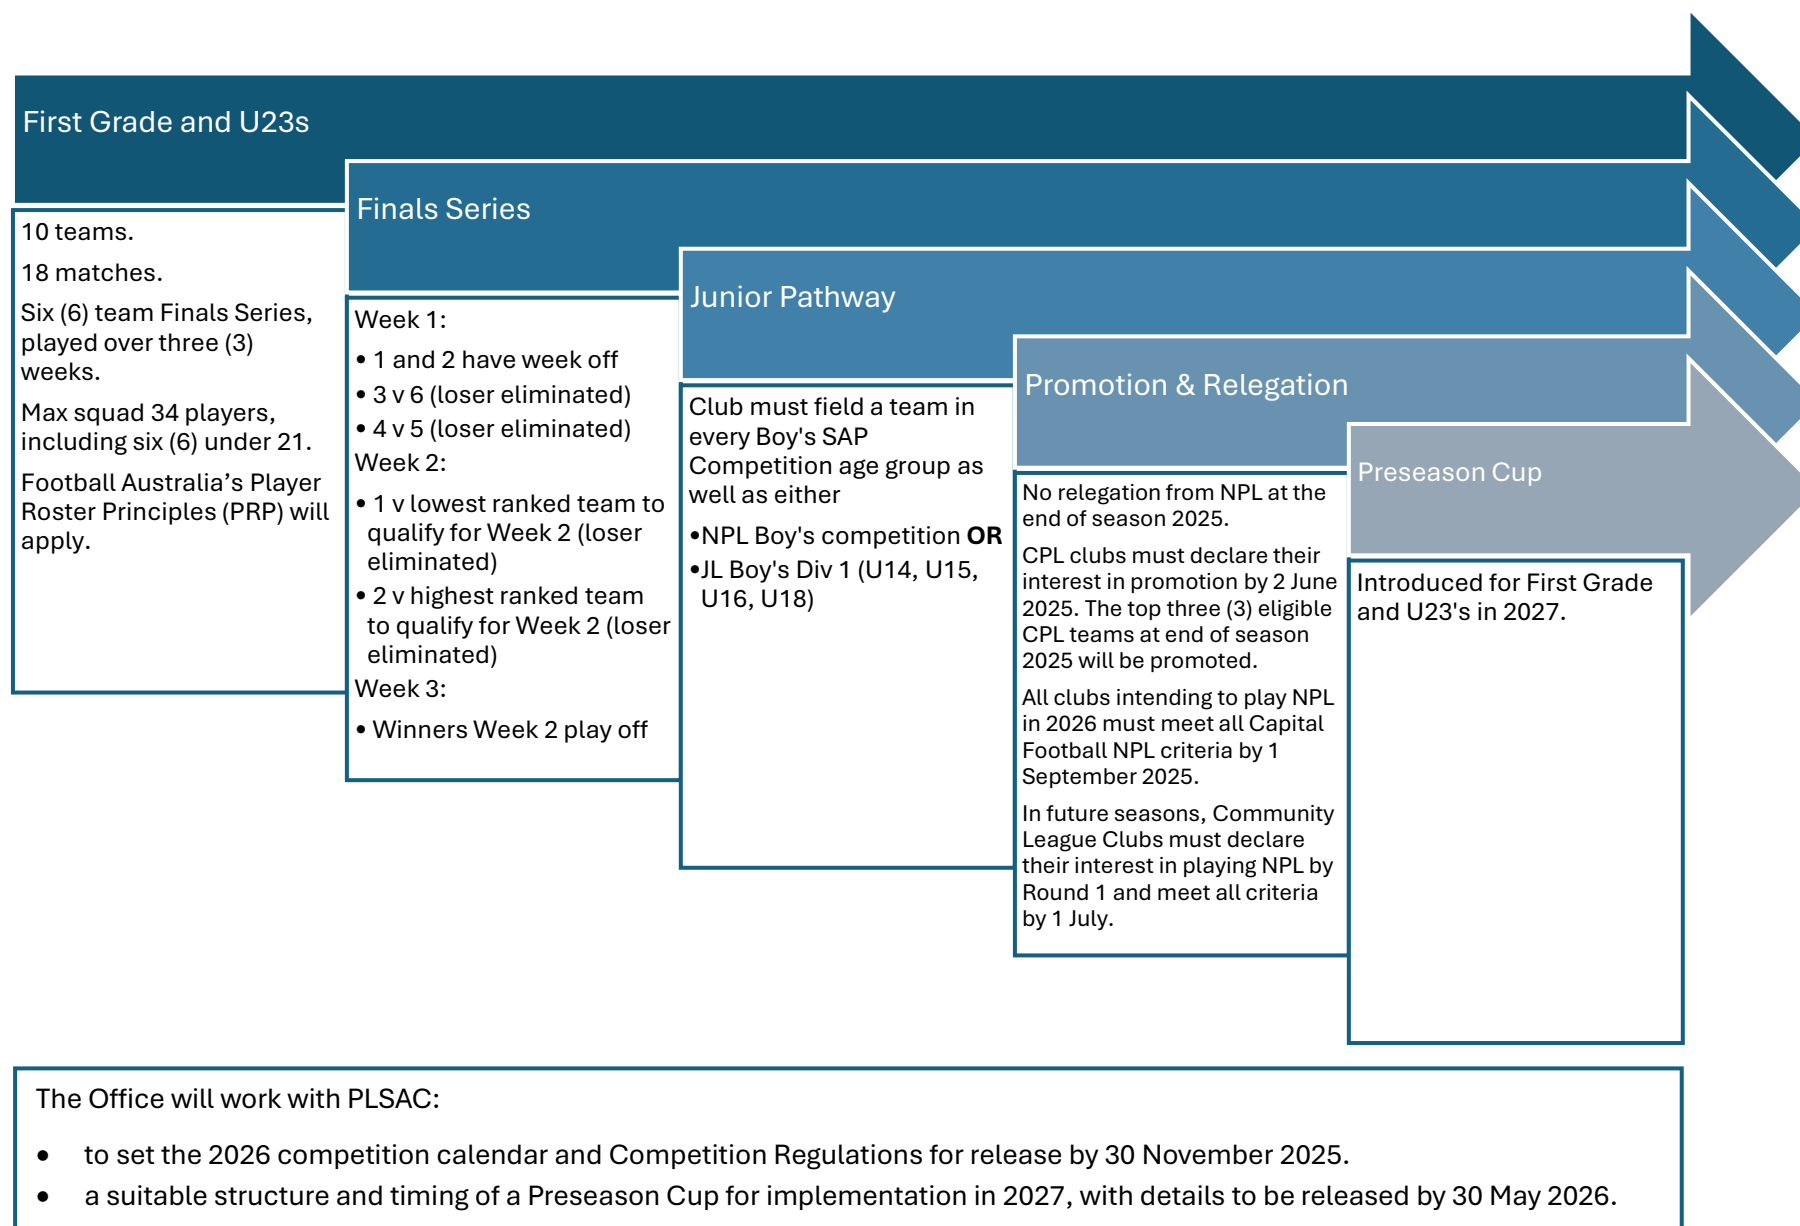 First Grade and U23s
10 teams.
18 matches.
Six (6) team Finals Series,
played over three (3)
weeks.
Max squad 34 players,
including six (6) under 21.
Football Australia’s Player
Roster Principles (PRP) will
apply.
Finals Series
Week 1:
• 1 and 2 have week off
• 3 v 6 (loser eliminated)
• 4 v 5 (loser eliminated)
Week 2:
• 1 v lowest ranked team to
qualify for Week 2 (loser
eliminated)
• 2 v highest ranked team
to qualify for Week 2 (loser
eliminated)
Week 3:
• Winners Week 2 play off
Junior Pathway
Club must field a team in
every Boy's SAP
Competition age group as
well as either
•NPL Boy's competition OR
•JL Boy's Div 1 (U14, U15,
U16, U18)
Promotion & Relegation
No relegation from NPL at the
end of season 2025.
CPL clubs must declare their
interest in promotion by 2 June
2025. The top three (3) eligible
CPL teams at end of season
2025 will be promoted.
All clubs intending to play NPL
in 2026 must meet all Capital
Football NPL criteria by 1
September 2025.
In future seasons, Community
League Clubs must declare
their interest in playing NPL by
Round 1 and meet all criteria
by 1 July.
Preseason Cup
Introduced for First Grade
and U23's in 2027.
The Office will work with PLSAC:
• to set the 2026 competition calendar and Competition Regulations for release by 30 November 2025.
• a suitable structure and timing of a Preseason Cup for implementation in 2027, with details to be released by 30 May 2026.